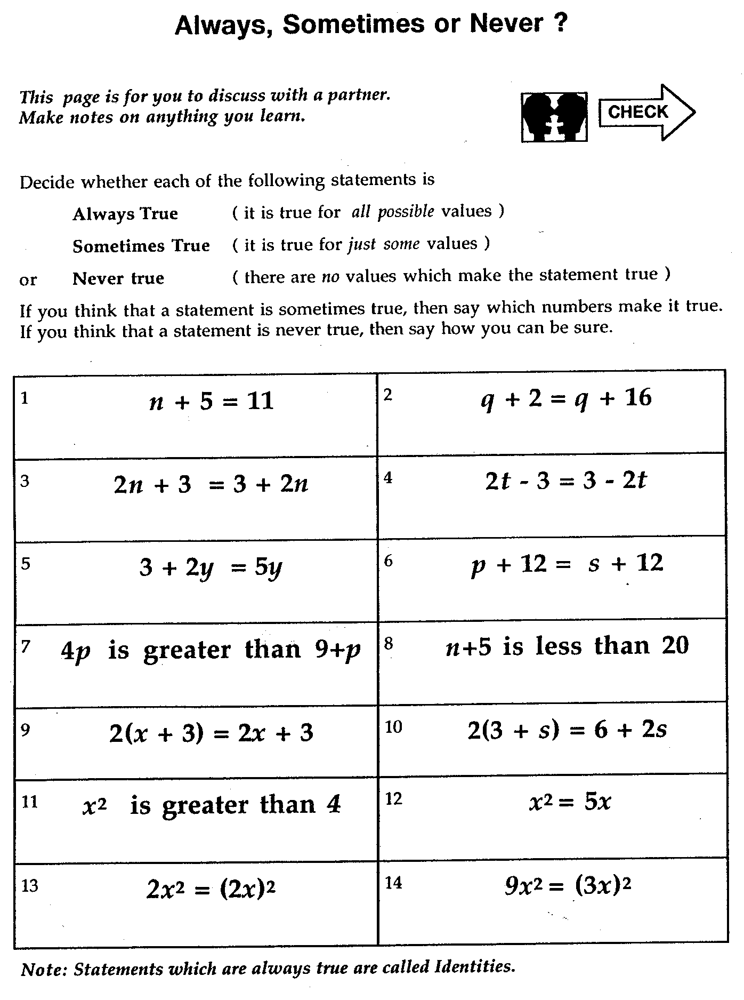 Always, Sometimes or Never ?
This page is for you to discuss with a partner.
Make notes on anything you learn.
CHECK
Decide whether each of the following statements is
Always True ( it is true for all possible values )
Sometimes True ( it is true for just some values )
or Never true ( there are no values which make the statement true )
If you think that a statement is sometimes true, then say which numbers make it true.
If you think that a statement is never true, then say how you can be sure.
1 n + 5 = 11
2 q + 2 = q + 16
3 2n + 3 = 3 + 2n
4 2t - 3 = 3 - 2t
5 3 + 2y = 5y
6 p + 12 = s + 12
7 4p is greater than 9+p
8 n+5 is less than 20
9 2(x + 3) = 2x + 3
10 2(3 + s) = 6 + 2s
11 x² is greater than 4
12 x² = 5x
13 2x² = (2x)²
14 9x² = (3x)²
Note: Statements which are always true are called Identities.